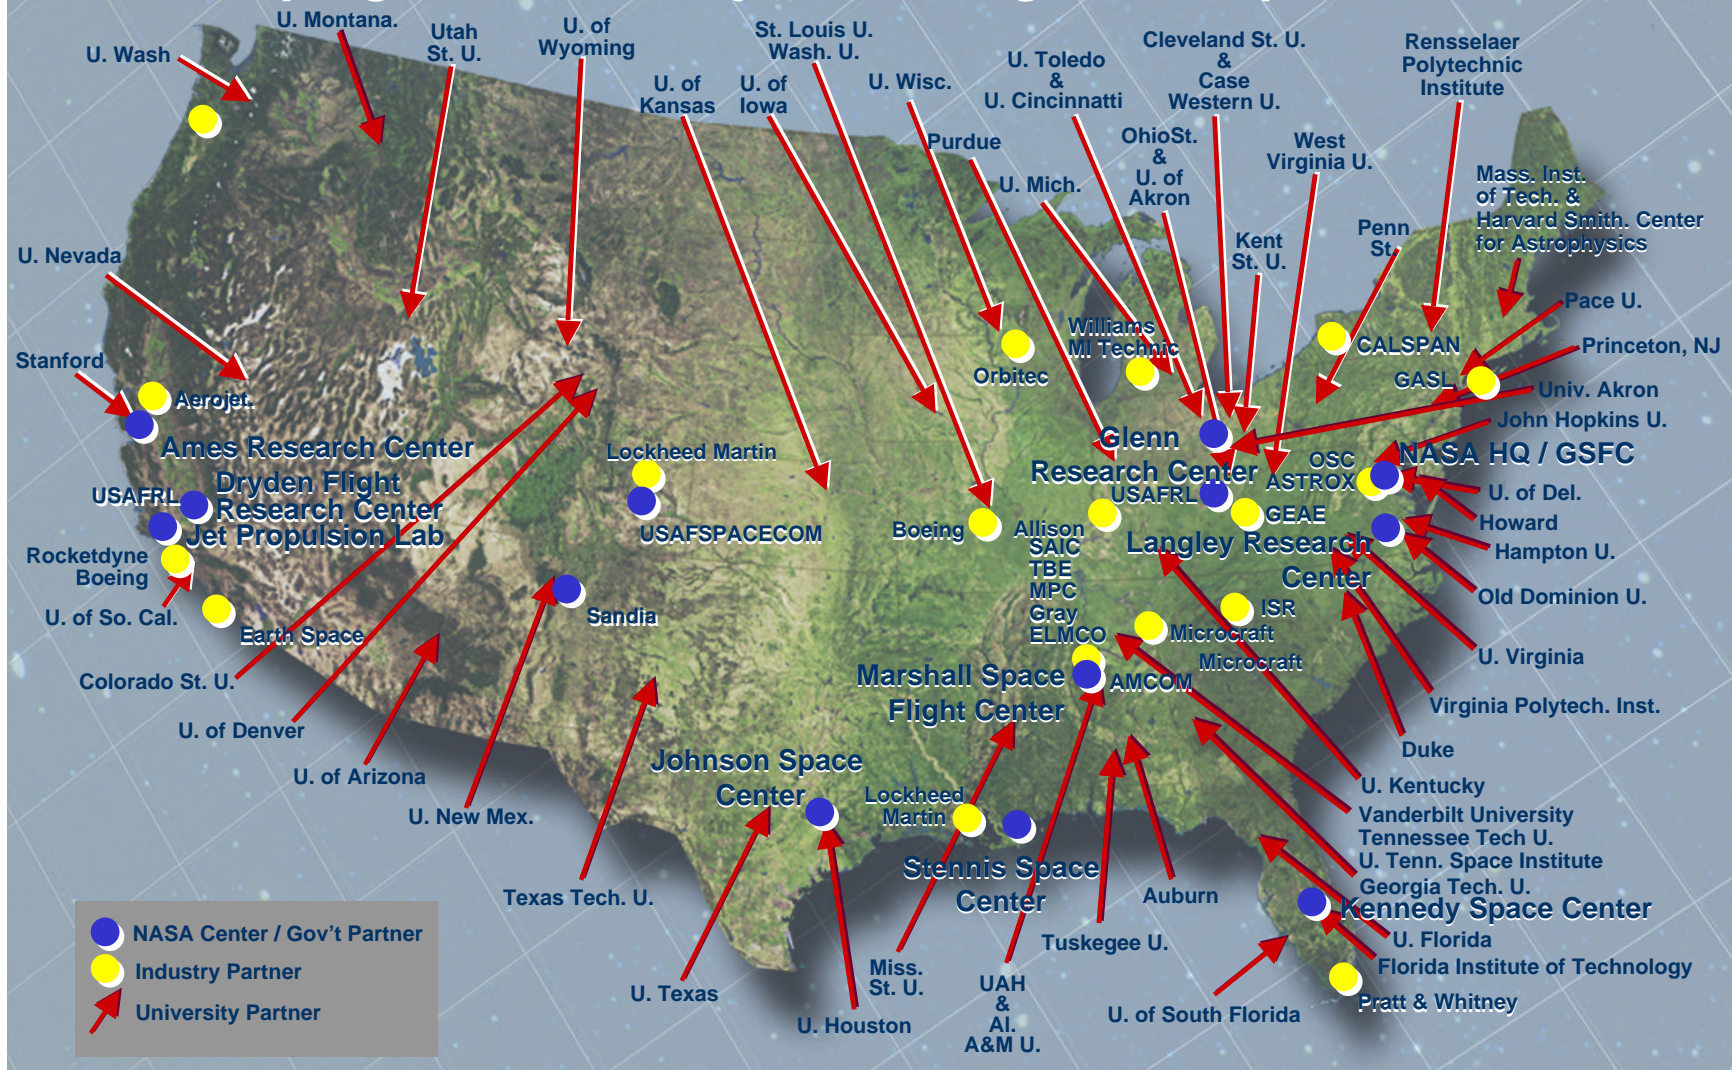 U. Montana.
U. Wash
Utah
St. U.
U. of
Wyoming
U. of
Kansas
U. of
Iowa
St. Louis U.
Wash. U.
U. Wisc.
Purdue
U. Toledo
&
U. Cincinnatti
U. Mich.
Cleveland St. U.
&
Case
Western U.
OhioSt.
&
U. of
Akron
West
Virginia U.
Kent
St. U.
Rensselaer
Polytechnic
Institute
Penn
St.
Mass. Inst.
of Tech. &
Harvard Smith. Center
for Astrophysics
Pace U.
Princeton, NJ
Univ. Akron
John Hopkins U.
U. Nevada
Stanford
Aerojet.
Ames Research Center
Dryden Flight
Research Center
USAFRL
Jet Propulsion Lab
Rocketdyne
Boeing
U. of So. Cal.
Earth Space
Colorado St. U.
U. of Denver
U. of Arizona
U. New Mex.
Lockheed Martin
USAFSPACECOM
Sandia
Orbitec
Williams
MI Technic
CALSPAN
GASL
Glenn
Research Center
USAFRL
OSC
ASTROX
NASA HQ / GSFC
GEAE
Boeing
Allison
SAIC
TBE
MPC
Gray
ELMCO
Langley Research
Center
U. of Del.
Howard
Hampton U.
Old Dominion U.
U. Virginia
Virginia Polytech. Inst.
Duke
ISR
Microcraft
Microcraft
AMCOM
Marshall Space
Flight Center
Johnson Space
Center
Lockheed
Martin
Stennis Space
Center
U. Kentucky
Vanderbilt University
Tennessee Tech U.
U. Tenn. Space Institute
Georgia Tech. U.
Kennedy Space Center
U. Florida
Florida Institute of Technology
Pratt & Whitney
U. of South Florida
Auburn
Tuskegee U.
UAH
&
Al.
A&M U.
Miss.
St. U.
U. Houston
U. Texas
Texas Tech. U.
NASA Center / Gov't Partner
Industry Partner
University Partner